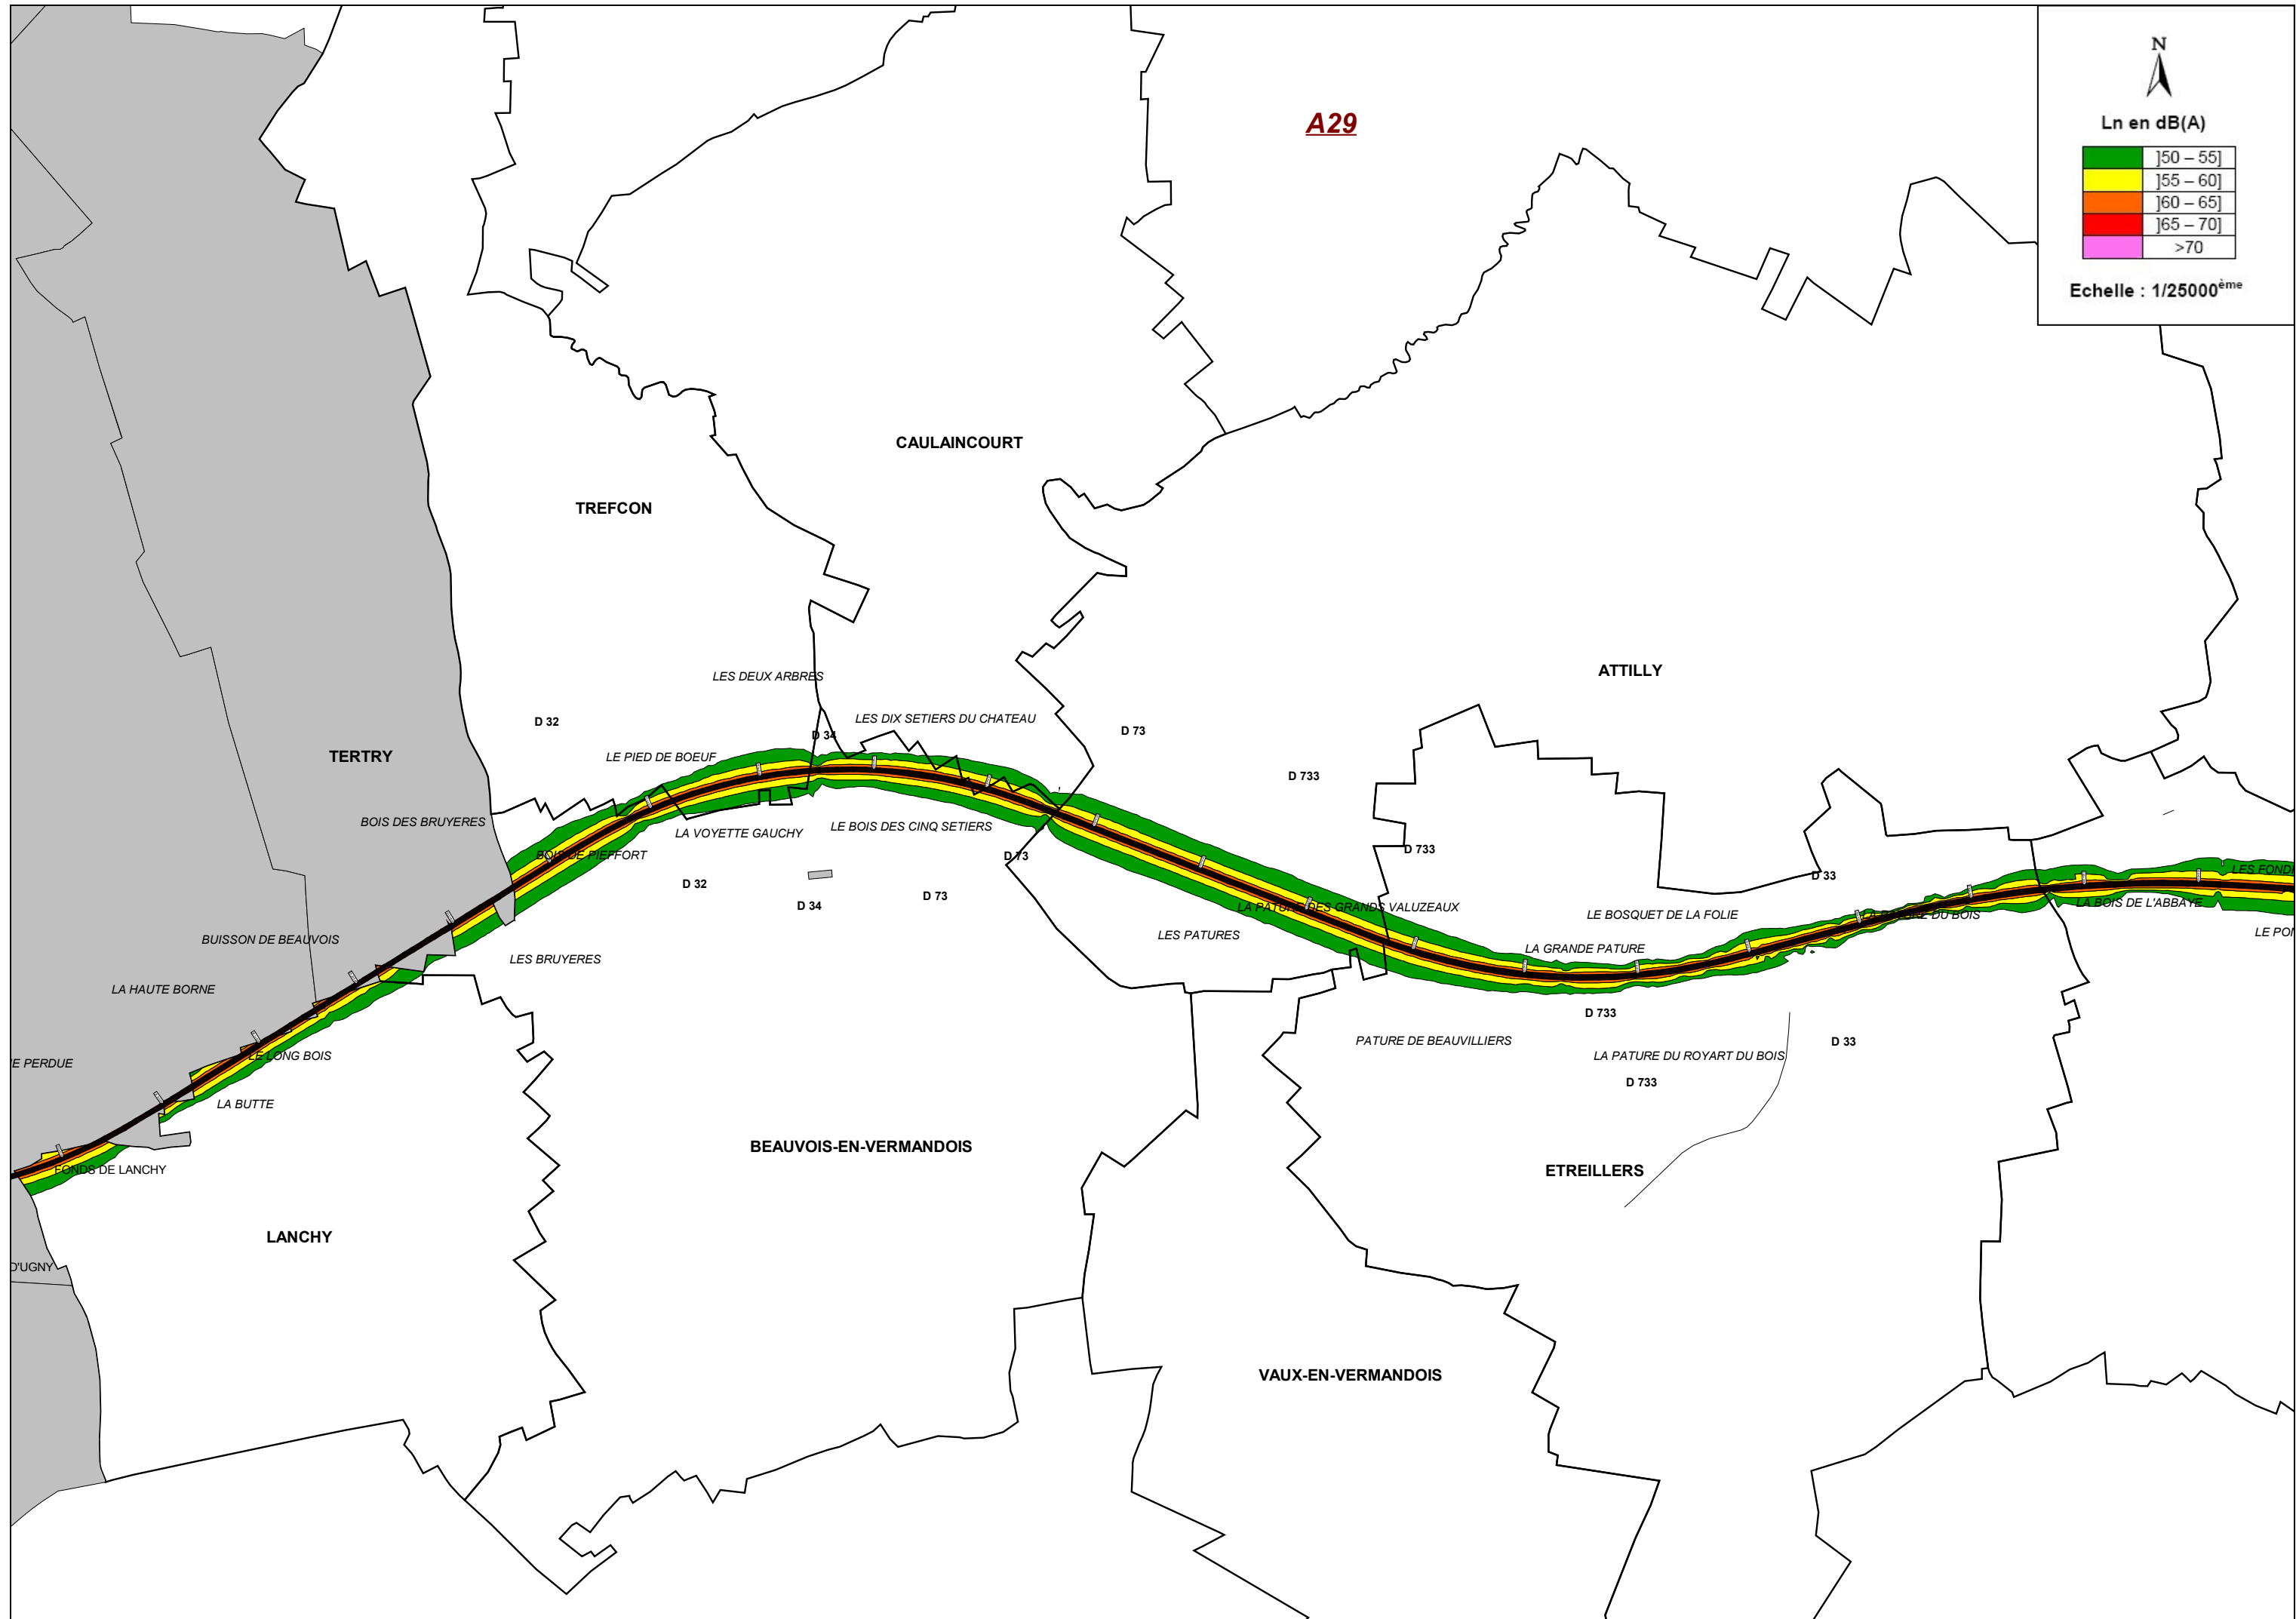 N
Ln en dB(A)
]50 – 55]
]55 – 60]
]60 – 65]
]65 – 70]
>70
Echelle : 1/25000ème
A29
CAULAINCOURT
TREFCON
ATTILLY
LES DEUX ARBRES
D 32
LES DIX SETIERS DU CHATEAU
D 34
D 73
TERTRY
LE PIED DE BOEUF
D 733
BOIS DES BRUYERES
LA VOYETTE GAUCHY
LE BOIS DES CINQ SETIERS
BOIS DE PIEFFORT
D 73
D 733
D 32
D 33
LES FOND
D 34
D 73
LA PATURE DES GRANDS VALUZEAUX
LE BOSQUET DE LA FOLIE
LA BOIS DE L'ABBAYE
BUISSON DE BEAUVOIS
LES PATURES
LE PON
LES BRUYERES
LA GRANDE PATURE
LA HAUTE BORNE
D 733
PATURE DE BEAUVILLIERS
D 33
LE LONG BOIS
LA PATURE DU ROYART DU BOIS
E PERDUE
D 733
LA BUTTE
BEAUVOIS-EN-VERMANDOIS
FONDS DE LANCHY
ETREILLERS
LANCHY
D'UGNY
VAUX-EN-VERMANDOIS